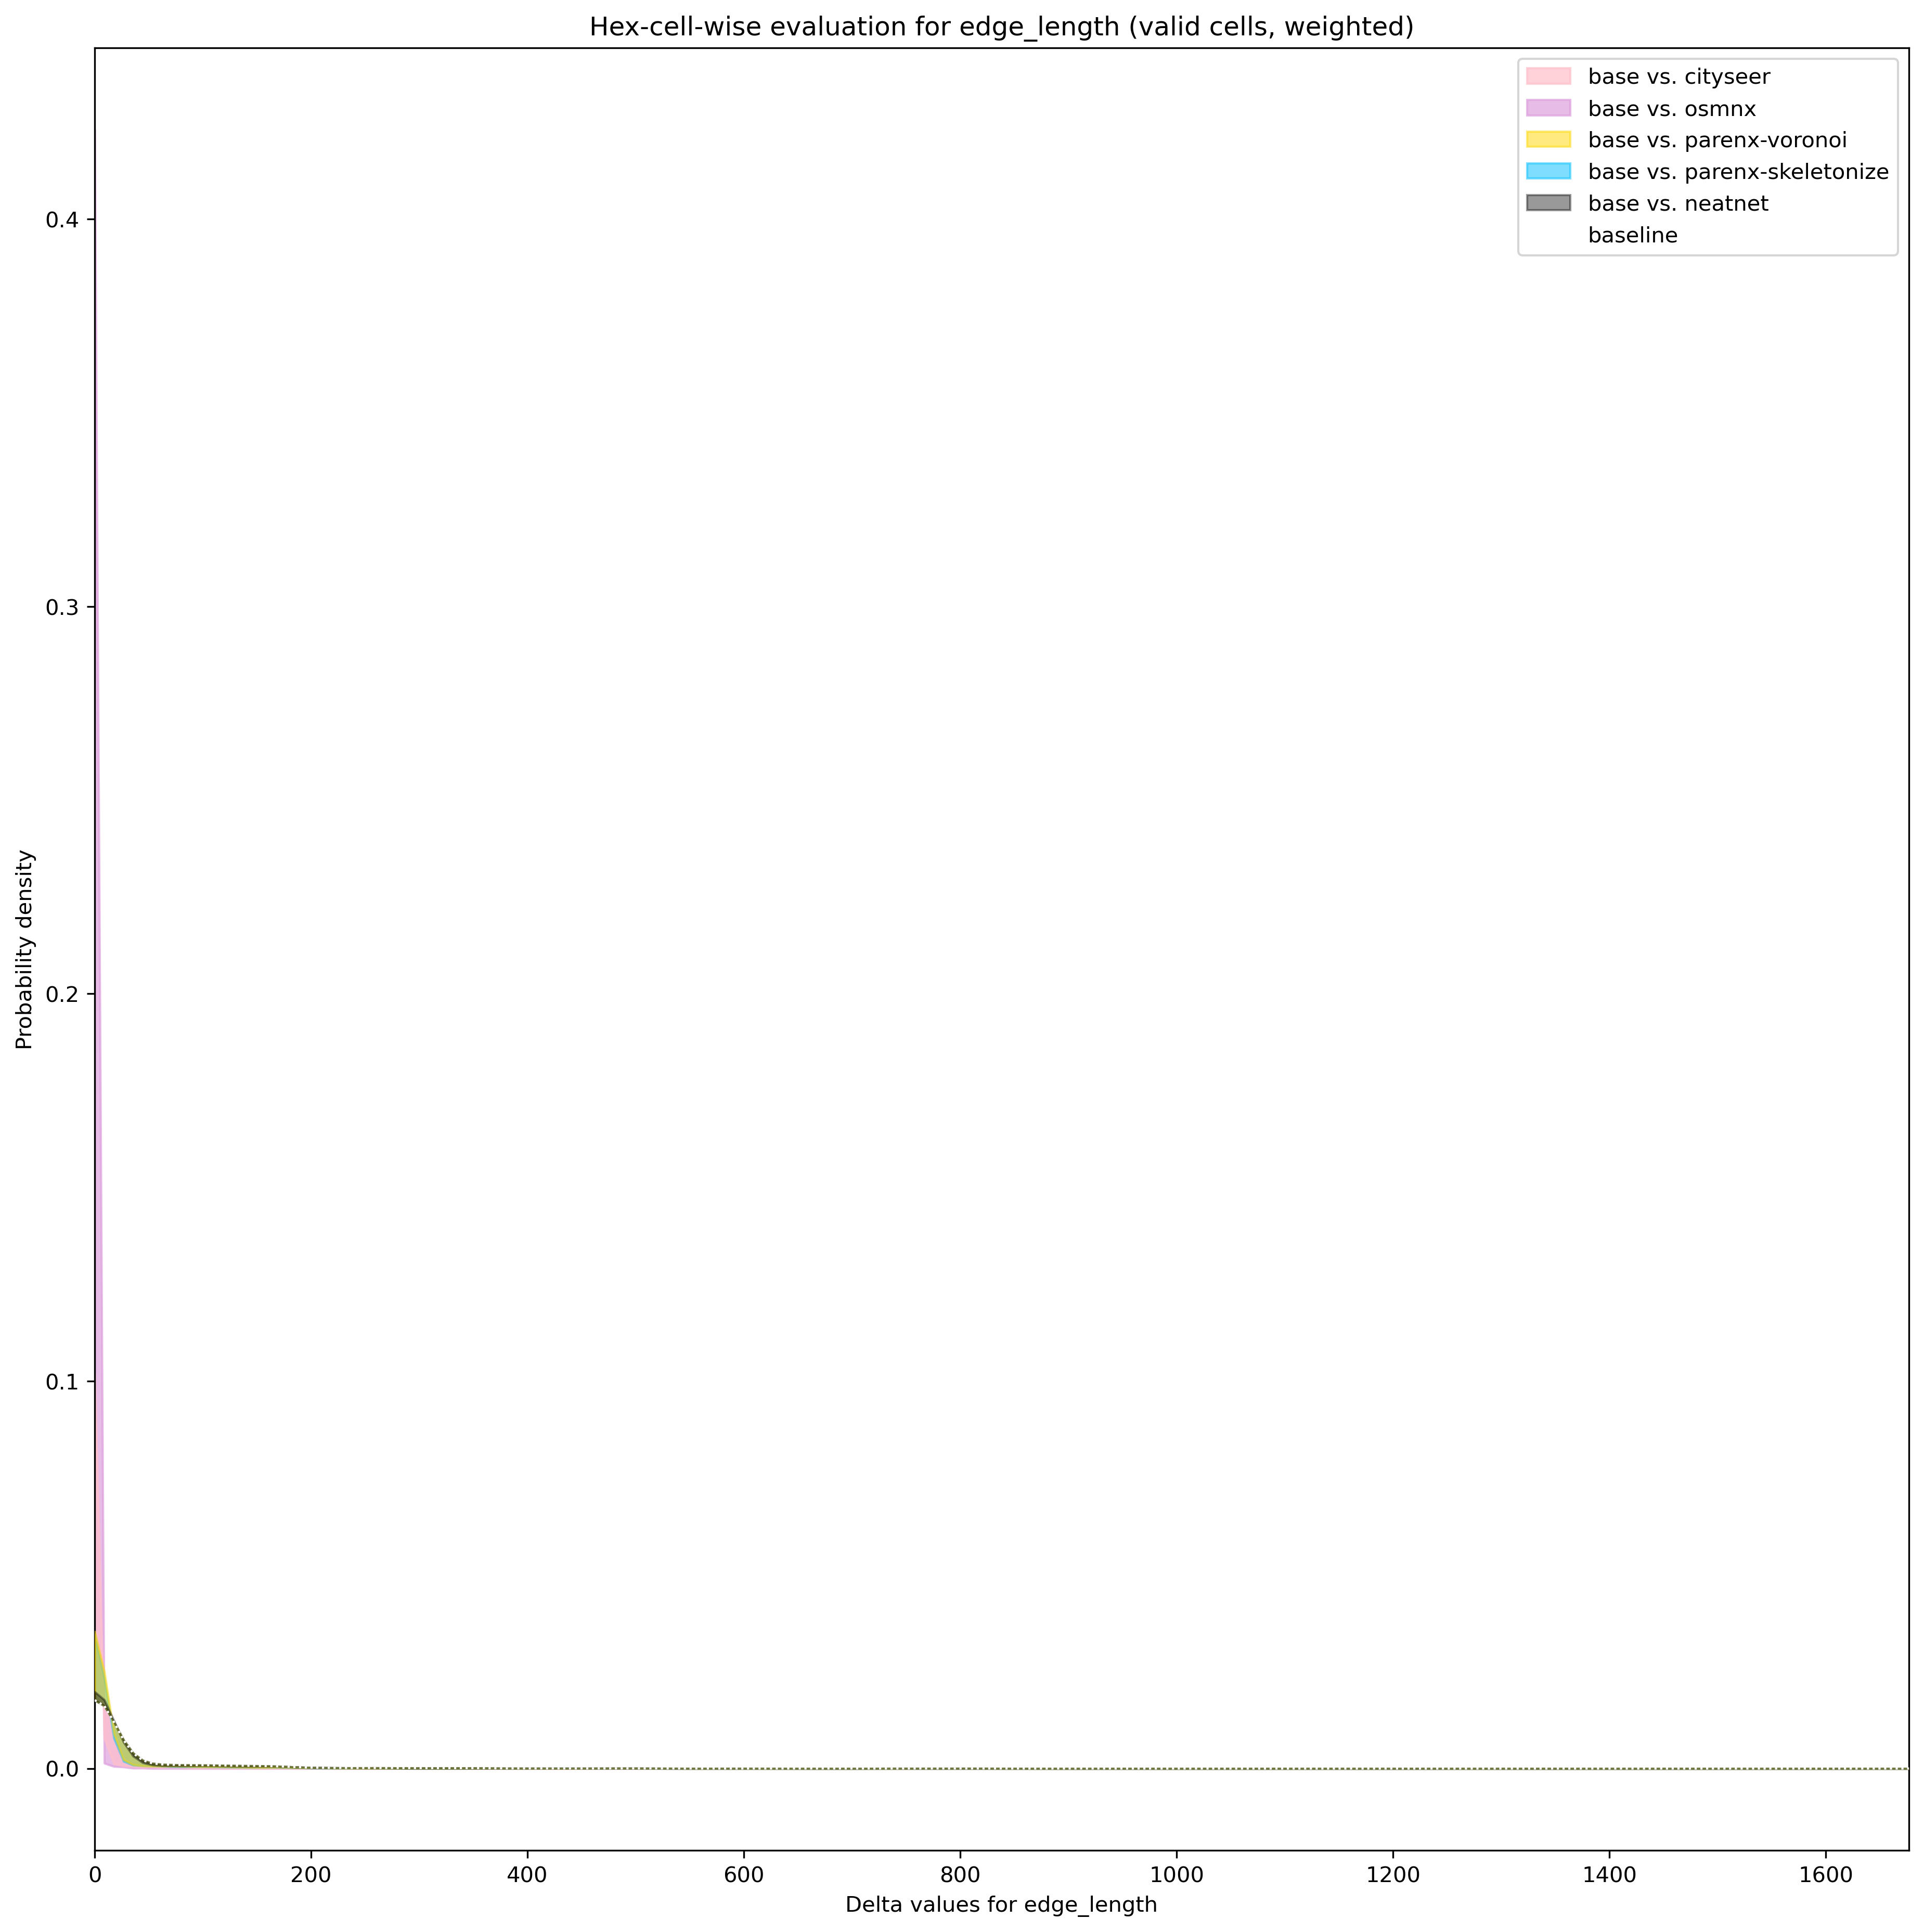 Hex-cell-wise evaluation for edge_length (valid cells, weighted)
base vs. cityseer
base vs. osmnx
base vs. parenx-voronoi
base vs. parenx-skeletonize
base vs. neatnet
baseline
Probability density
0.4
0.3
0.2
0.1
0.0
0 200 400 600 800 1000 1200 1400 1600
Delta values for edge_length